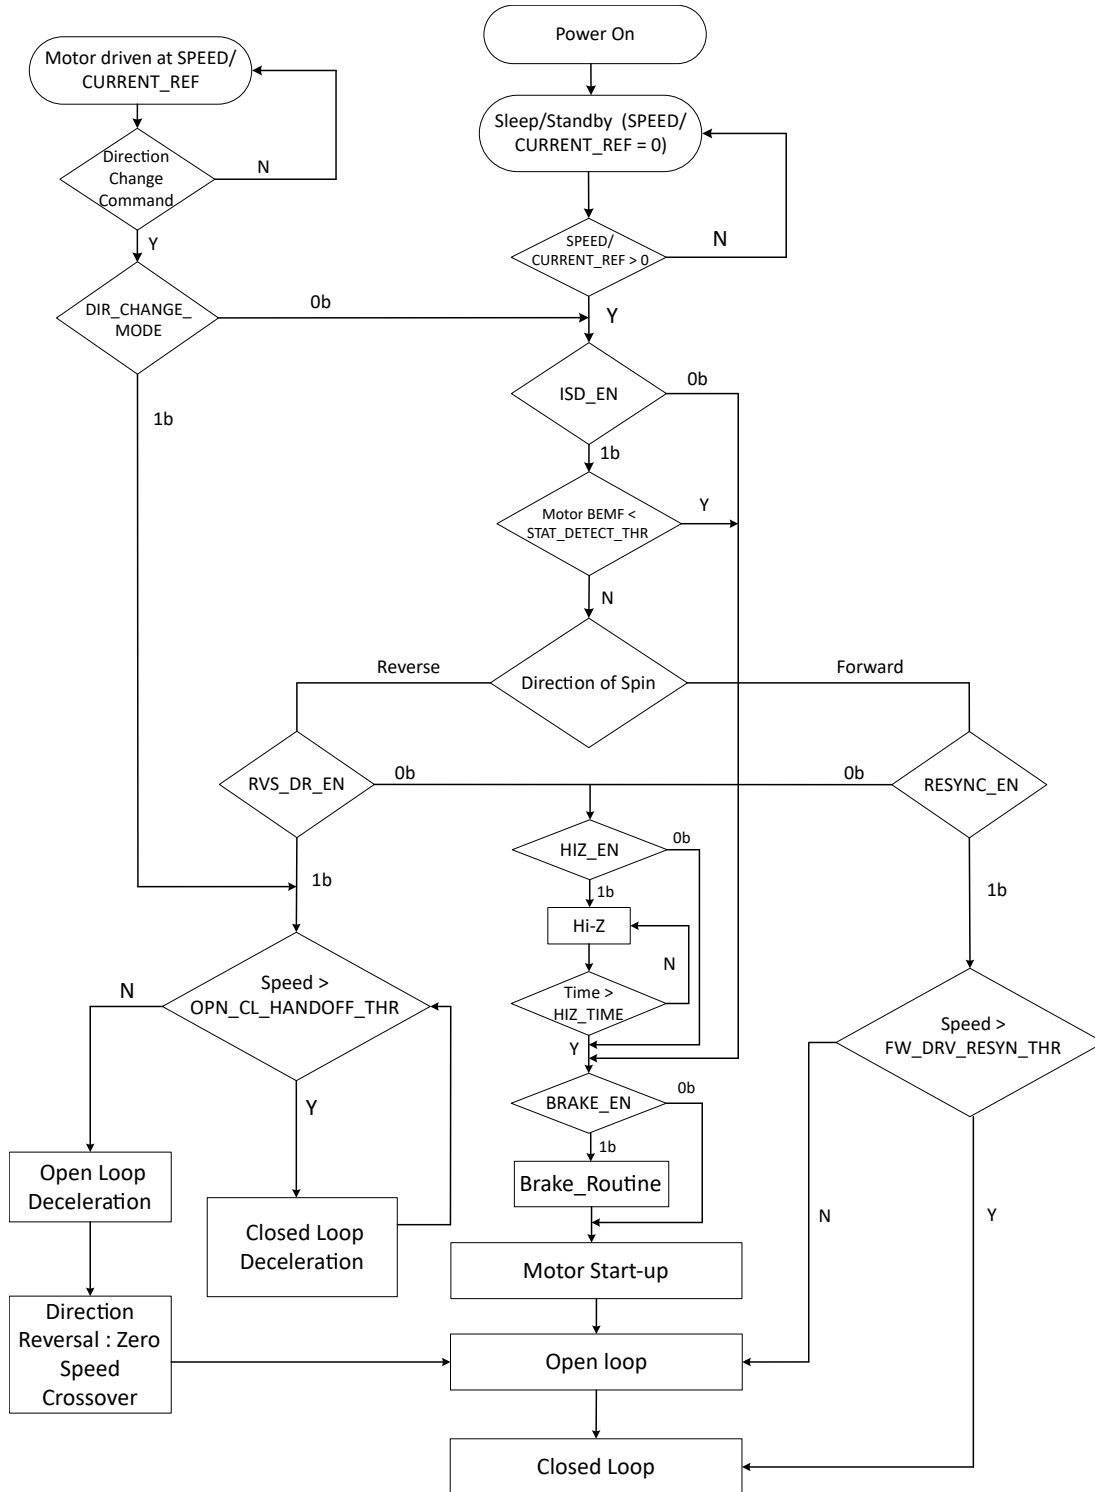 Power On
Motor driven at SPEED/
CURRENT_REF
Sleep/Standby (SPEED/
CURRENT_REF = 0)
Direction
Change
Command
N
Y
SPEED/
CURRENT_REF > 0
N
Y
DIR_CHANGE_
MODE
0b
1b
ISD_EN
0b
1b
Motor BEMF <
STAT_DETECT_THR
Y
N
Direction of Spin
Reverse
Forward
RVS_DR_EN
0b
1b
0b
RESYNC_EN
1b
HIZ_EN
0b
1b
Hi-Z
N
Time >
HIZ_TIME
Y
Speed >
OPN_CL_HANDOFF_THR
N
Y
Speed >
FW_DRV_RESYN_THR
N
Y
BRAKE_EN
0b
1b
Brake_Routine
Open Loop
Deceleration
Closed Loop
Deceleration
Motor Start-up
Direction
Reversal : Zero
Speed
Crossover
Open loop
Closed Loop